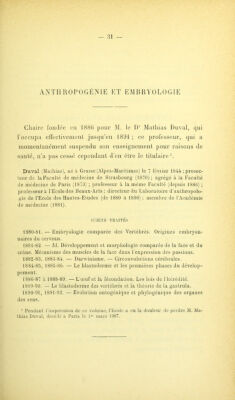 — 31 —
ANTHROPOGÉNIE ET EMBRYOLOGIE
Chaire fondée en 1880 pour M. le Dr Mathias Duval, qui
l'occupa effectivement jusqu'en 1894 ; ce professeur, qui a
momentanément suspendu son enseignement pour raisons de
santé, n'a pas cessé cependant d'en être le titulaire¹.
Duval (Mathias), né à Grasse (Alpes-Maritimes) le 7 février 1844 ; prosec-
teur de la Faculté de médecine de Strasbourg (1870) ; agrégé à la Faculté
de médecine de Paris (1873) ; professeur à la même Faculté (depuis 1885) ;
professeur à l'École des Beaux-Arts ; directeur du Laboratoire d'anthropolo-
gie de l'École des Hautes-Études (de 1880 à 1890) ; membre de l'Académie
de médecine (1881).
SUJETS TRAITÉS
1880-81. — Embryologie comparée des Vertébrés. Origines embryon-
naires du cerveau.
1881-82. — Développement et morphologie comparée de la face et du
crâne. Mécanismes des muscles de la face dans l'expression des passions.
1882-83, 1883-84. — Darwinisme. — Circonvolutions cérébrales.
1884-85, 1885-86. — Le blastoderme et les premières phases du dévelop-
pement.
1886-87 à 1888-89. — L'œuf et la fécondation. Les lois de l'hérédité.
1889-90. — Le blastoderme des vertébrés et la théorie de la gastrula.
1890-91, 1891-92. — Évolution ontogénique et phylogénique des organes
des sens.
¹ Pendant l'impression de ce volume, l'École a eu la douleur de perdre M. Ma-
thias Duval, décédé à Paris le 1er mars 1907.